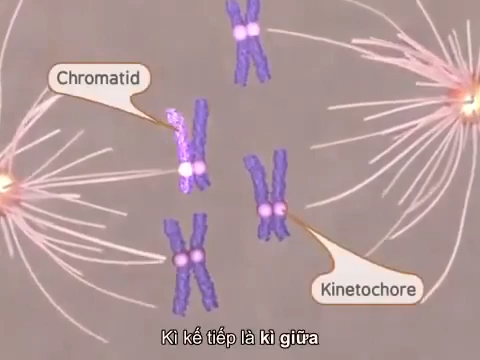 Chromatid
Kinetochore
Kì kế tiếp là kì giữa